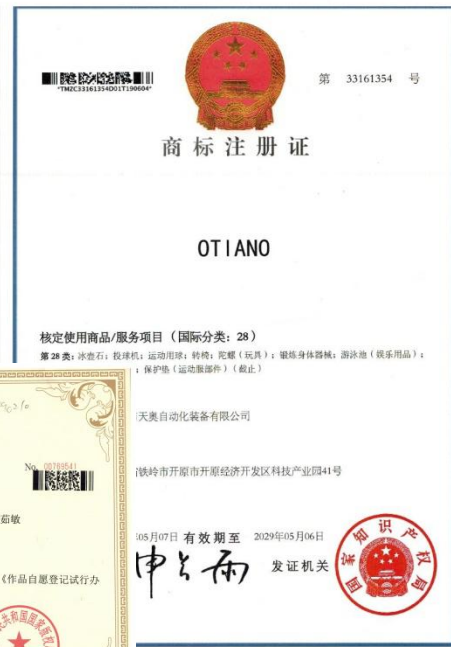 第 33161354 号
*TMZC33161354D01T190604*
商标注册证
OTIANO
核定使用商品/服务项目（国际分类：28）
第28类：冰壶石；投球机；运动用球；转椅；陀螺（玩具）；锻炼身体器械；游泳池（娱乐用品）；
；保护垫（运动服部件）（截止）
天奥自动化装备有限公司
铁岭市开原市开原经济开发区科技产业园41号
05月07日 有效期至 2029年05月06日
发证机关
国家知识产权局
No. 00769541
茹敏
《作品自愿登记试行办